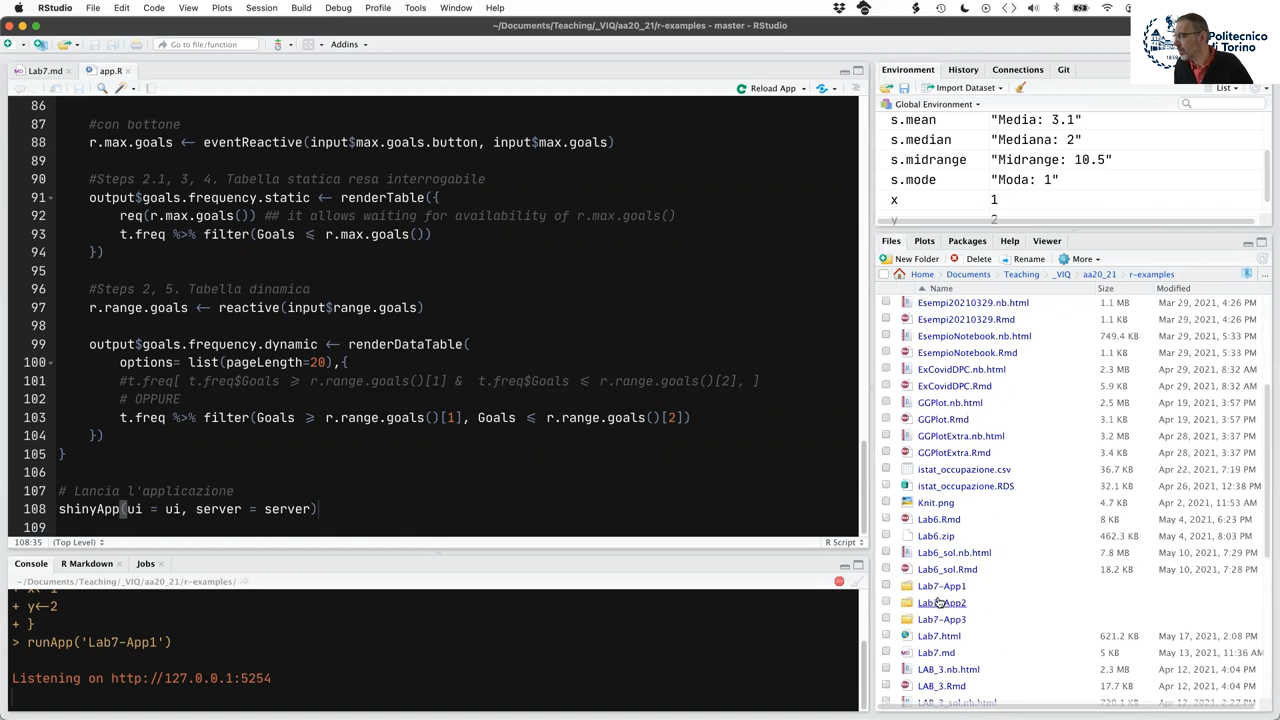 RStudio File Edit Code View Plots Session Build Debug Profile Tools Window Help
~/Documents/Teaching/_VIQ/aa20_21/r-examples - master - RStudio
Go to file/function Addins
Politecnico
di Torino
1859
Lab7.md app.R
Reload App
86
87 #con bottone
88 r.max.goals <- eventReactive(input$max.goals.button, input$max.goals)
89
90 #Steps 2.1, 3, 4. Tabella statica resa interrogabile
91 output$goals.frequency.static <- renderTable({
92 req(r.max.goals()) ## it allows waiting for availability of r.max.goals()
93 t.freq %>% filter(Goals <= r.max.goals())
94 })
95
96 #Steps 2, 5. Tabella dinamica
97 r.range.goals <- reactive(input$range.goals)
98
99 output$goals.frequency.dynamic <- renderDataTable(
100 options= list(pageLength=20),{
101 #t.freq[ t.freq$Goals >= r.range.goals()[1] & t.freq$Goals <= r.range.goals()[2], ]
102 # OPPURE
103 t.freq %>% filter(Goals >= r.range.goals()[1], Goals <= r.range.goals()[2])
104 })
105 }
106
107 # Lancia l'applicazione
108 shinyApp(ui = ui, server = server)
109
108:35 (Top Level) R Script
Console R Markdown Jobs
~/Documents/Teaching/_VIQ/aa20_21/r-examples/
+ y<-2
+ }
> runApp('Lab7-App1')
Listening on http://127.0.0.1:5254
Environment History Connections Git
Import Dataset List
Global Environment
s.mean "Media: 3.1"
s.median "Mediana: 2"
s.midrange "Midrange: 10.5"
s.mode "Moda: 1"
x 1
y 2
Files Plots Packages Help Viewer
New Folder Delete Rename More
Home Documents Teaching _VIQ aa20_21 r-examples ...
Name Size Modified
Esempi20210329.nb.html 1.1 MB Mar 29, 2021, 4:26 PM
Esempi20210329.Rmd 1.1 KB Mar 29, 2021, 4:26 PM
EsempioNotebook.nb.html 749.4 KB Mar 29, 2021, 5:33 PM
EsempioNotebook.Rmd 1.1 KB Mar 29, 2021, 5:33 PM
ExCovidDPC.nb.html 1.1 MB Apr 29, 2021, 8:32 AM
ExCovidDPC.Rmd 5.9 KB Apr 29, 2021, 8:32 AM
GGPlot.nb.html 2.5 MB Apr 19, 2021, 3:57 PM
GGPlot.Rmd 1.1 KB Apr 19, 2021, 3:57 PM
GGPlotExtra.nb.html 3.2 MB Apr 28, 2021, 3:37 PM
GGPlotExtra.Rmd 3.4 KB Apr 28, 2021, 3:37 PM
istat_occupazione.csv 36.7 KB Apr 22, 2021, 7:19 PM
istat_occupazione.RDS 32.1 KB Apr 26, 2021, 12:38 PM
Knit.png 4.7 KB Apr 2, 2021, 11:53 AM
Lab6.Rmd 8 KB May 4, 2021, 6:23 PM
Lab6.zip 462.3 KB May 4, 2021, 8:03 PM
Lab6_sol.nb.html 7.8 MB May 10, 2021, 7:29 PM
Lab6_sol.Rmd 18.2 KB May 10, 2021, 7:28 PM
Lab7-App1
Lab7-App2
Lab7-App3
Lab7.html 621.2 KB May 17, 2021, 2:08 PM
Lab7.md 5 KB May 13, 2021, 11:36 AM
LAB_3.nb.html 2.3 MB Apr 12, 2021, 4:04 PM
LAB_3.Rmd 17.7 KB Apr 12, 2021, 4:04 PM